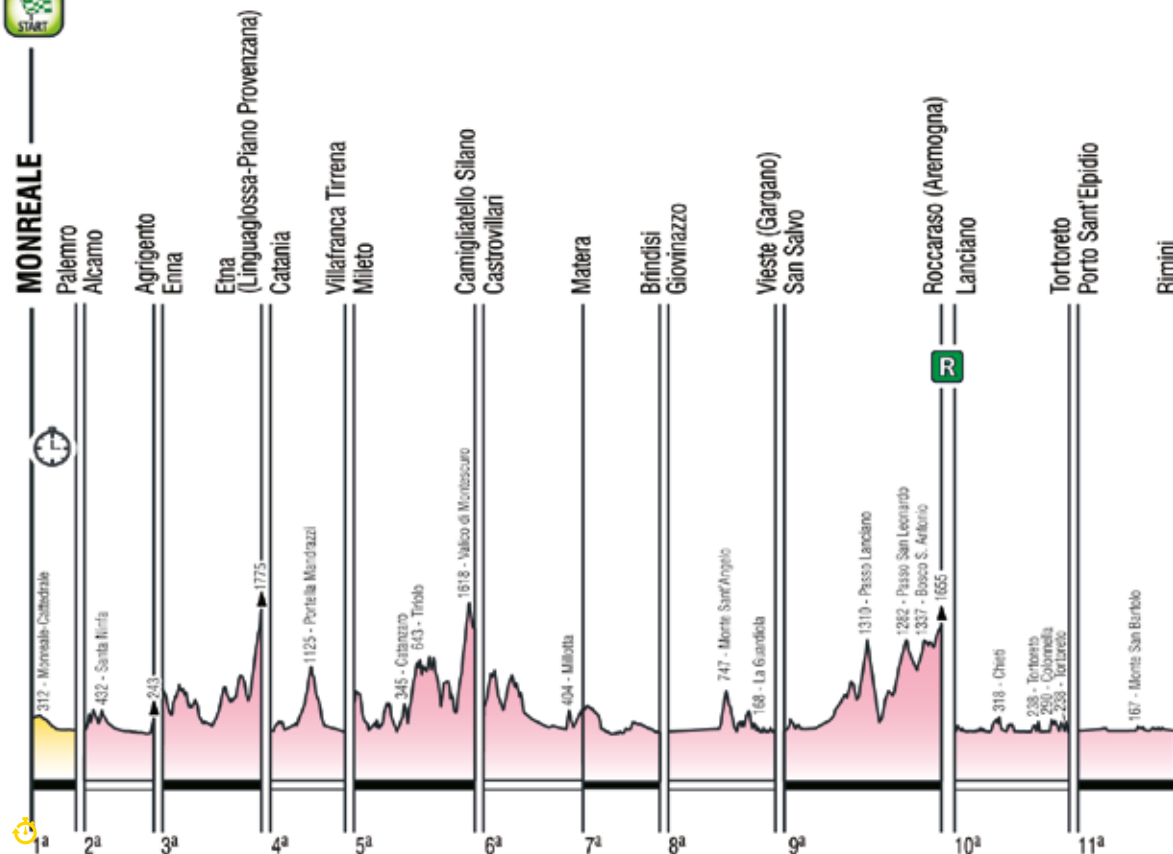 START
MONREALE
Palemro
Alcamo
Agrigento
Enna
Etna
(Linguaglossa-Piano Provenzana)
Catania
Villafranca Tirrena
Mileto
Camigliatello Silano
Castrovillari
Matera
Brindisi
Giovinazzo
Vieste (Gargano)
San Salvo
Roccaraso (Aremogna)
Lanciano
Tortoreto
Porto Sant'Elpidio
Rimini
R
312 - Monreale-Cattedrale
432 - Santa Ninfa
243
1775
1125 - Portella Mandrazzi
345 - Catanzaro
643 - Tiriolo
1618 - Valico di Montescuro
404 - Millotta
747 - Monte Sant'Angelo
168 - La Guardiola
1310 - Passo Lanciano
1282 - Passo San Leonardo
1337 - Bosco S. Antonio
1655
318 - Chieti
238 - Tortoreto
290 - Colonnella
238 - Tortoreto
167 - Monte San Bartolo
1ª
2ª
3ª
4ª
5ª
6ª
7ª
8ª
9ª
10ª
11ª